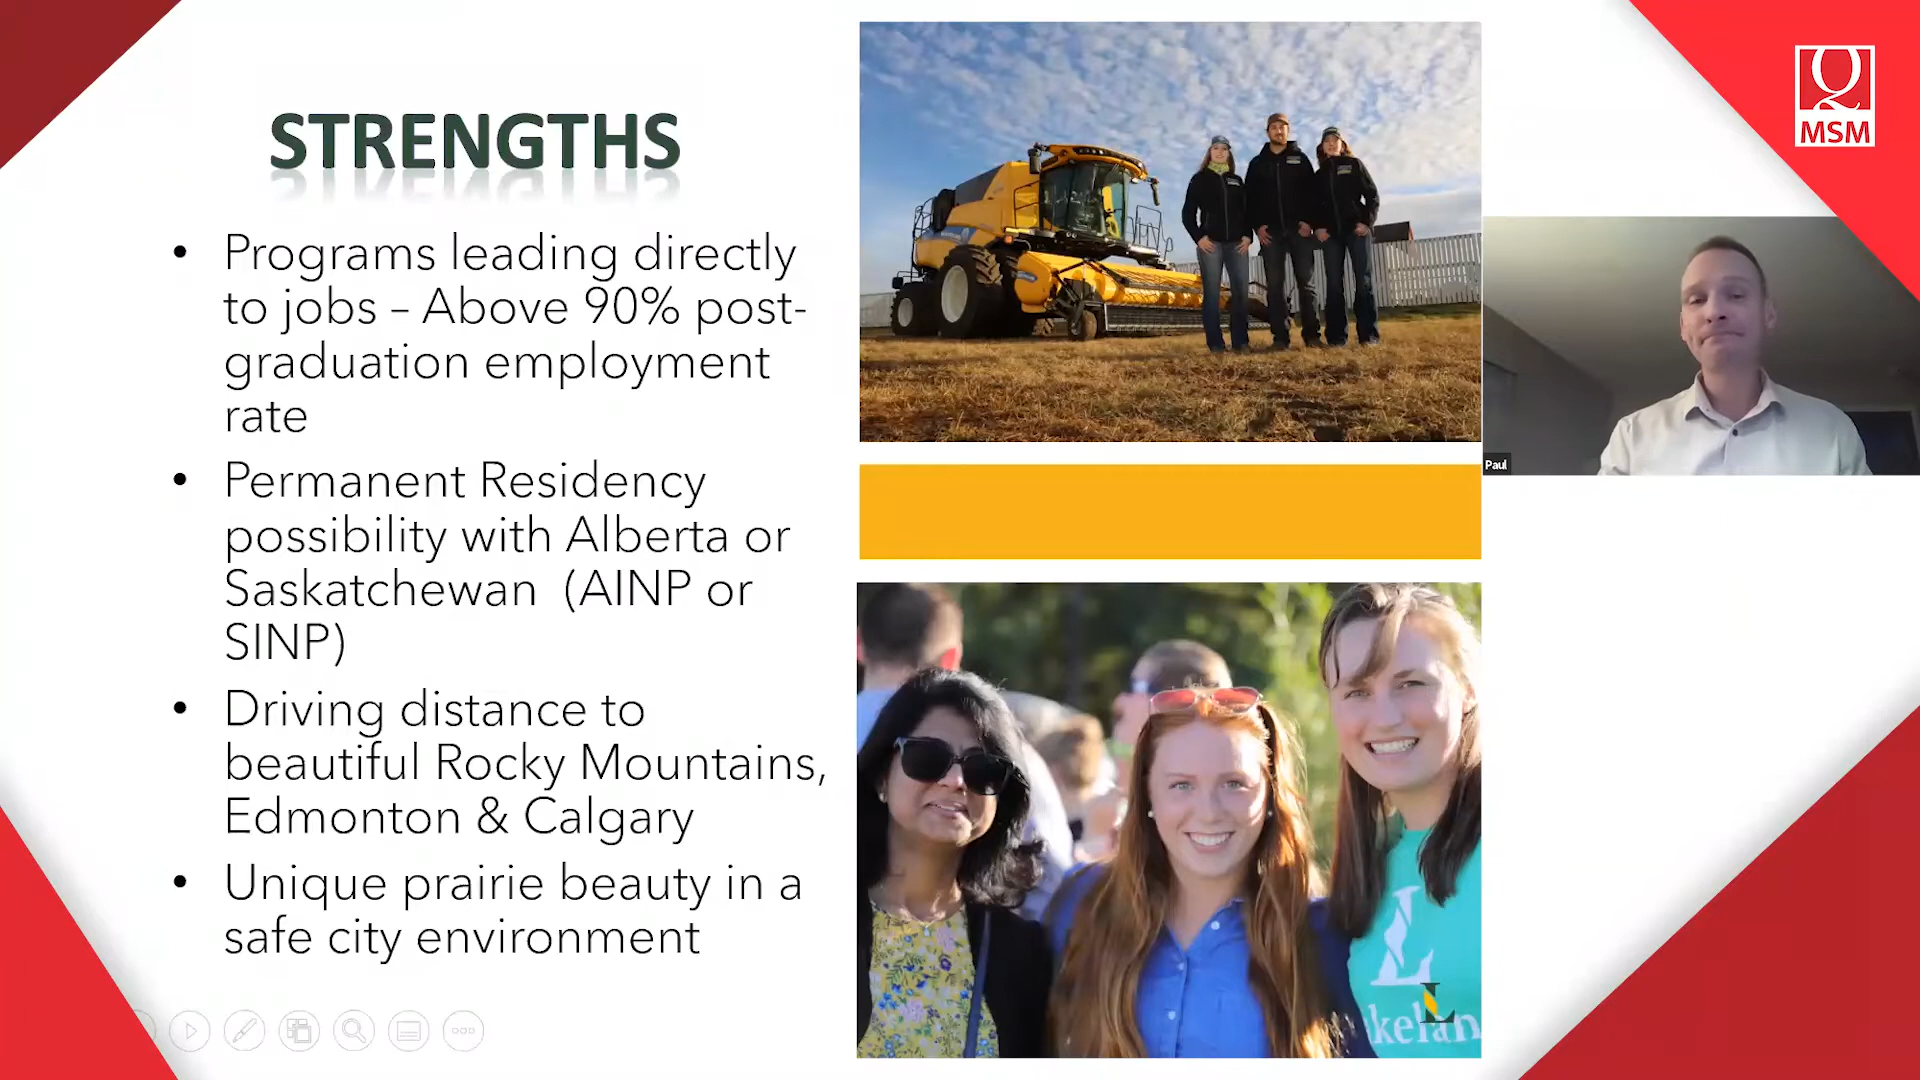 STRENGTHS
• Programs leading directly
to jobs – Above 90% post-
graduation employment
rate
• Permanent Residency
possibility with Alberta or
Saskatchewan (AINP or
SINP)
• Driving distance to
beautiful Rocky Mountains,
Edmonton & Calgary
• Unique prairie beauty in a
safe city environment
MSM
Paul
L
kelan